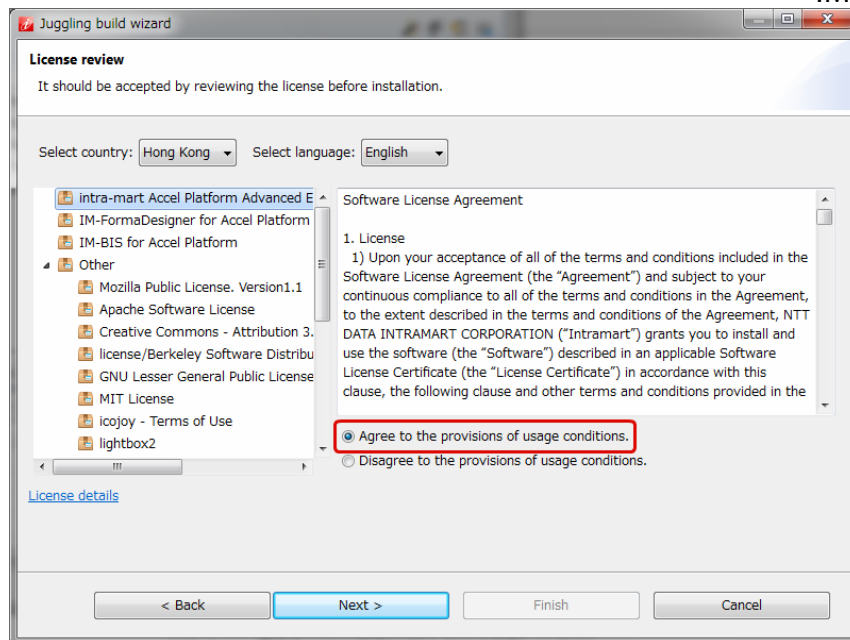 Juggling build wizard
License review
It should be accepted by reviewing the license before installation.
Select country: Hong Kong Select language: English
intra-mart Accel Platform Advanced E
IM-FormaDesigner for Accel Platform
IM-BIS for Accel Platform
Other
Mozilla Public License. Version1.1
Apache Software License
Creative Commons - Attribution 3.
license/Berkeley Software Distribu
GNU Lesser General Public License
MIT License
icojoy - Terms of Use
lightbox2
Software License Agreement
1. License
1) Upon your acceptance of all of the terms and conditions included in the
Software License Agreement (the “Agreement”) and subject to your
continuous compliance to all of the terms and conditions in the Agreement,
to the extent described in the terms and conditions of the Agreement, NTT
DATA INTRAMART CORPORATION (“Intramart”) grants you to install and
use the software (the “Software”) described in an applicable Software
License Certificate (the “License Certificate”) in accordance with this
clause, the following clause and other terms and conditions provided in the
Agree to the provisions of usage conditions.
Disagree to the provisions of usage conditions.
License details
< Back Next > Finish Cancel